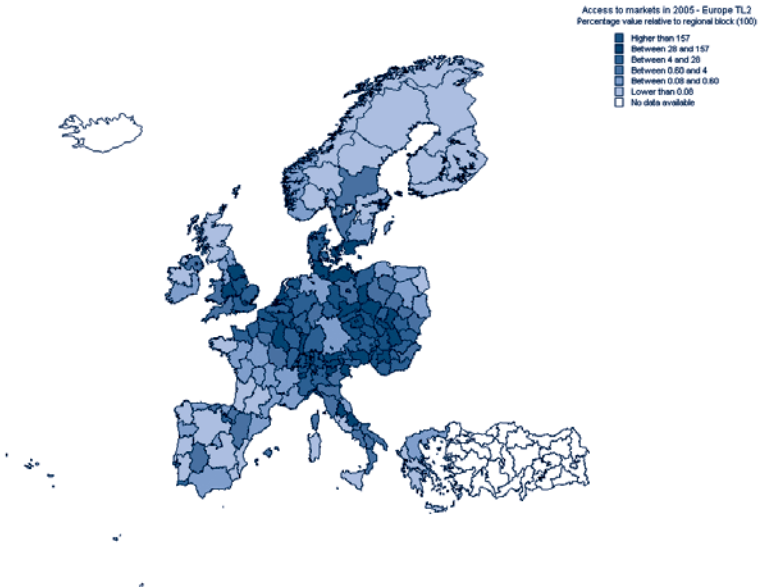 Access to markets in 2005 - Europe TL2
Percentage value relative to regional block (100)
Higher than 157
Between 28 and 157
Between 4 and 28
Between 0.60 and 4
Between 0.08 and 0.60
Lower than 0.08
No data available